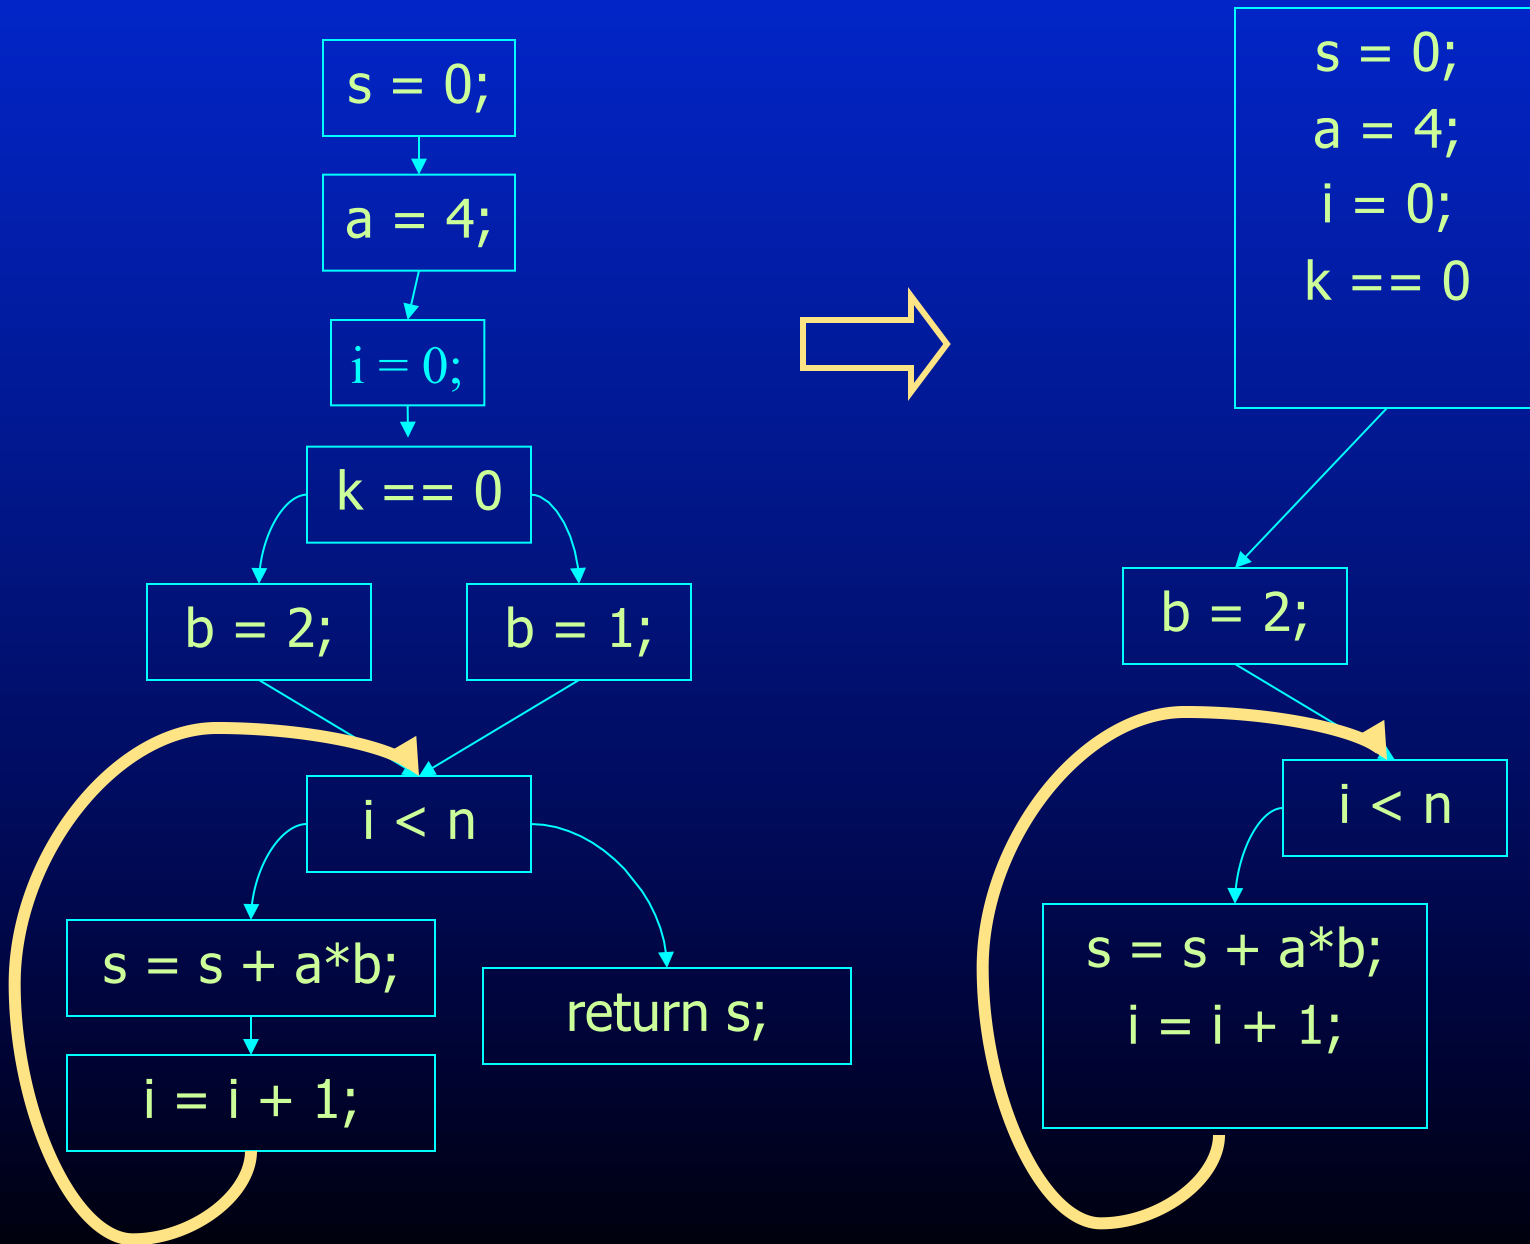 s = 0;
a = 4;
i = 0;
k == 0
b = 2;
b = 1;
i < n
s = s + a*b;
return s;
i = i + 1;
s = 0;
a = 4;
i = 0;
k == 0
b = 2;
i < n
s = s + a*b;
i = i + 1;